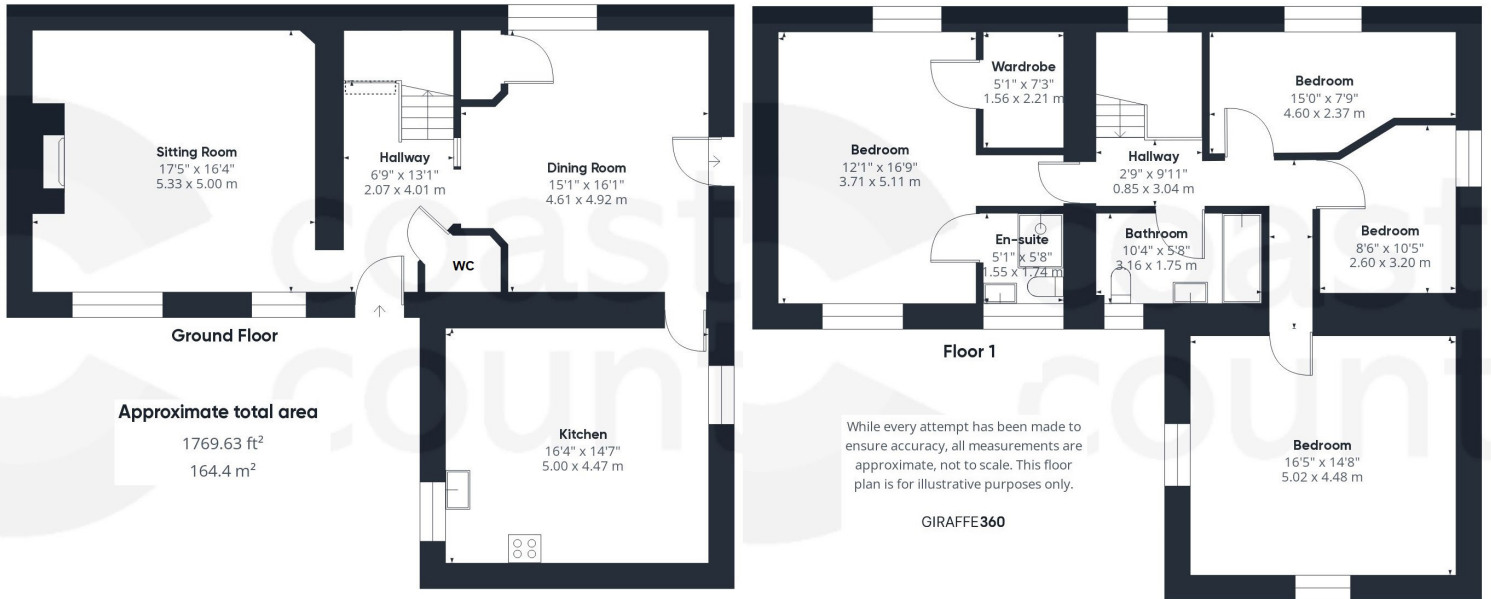 Sitting Room
17'5" x 16'4"
5.33 x 5.00 m
Hallway
6'9" x 13'1"
2.07 x 4.01 m
Dining Room
15'1" x 16'1"
4.61 x 4.92 m
WC
Kitchen
16'4" x 14'7"
5.00 x 4.47 m
Ground Floor
Approximate total area
1769.63 ft²
164.4 m²
Wardrobe
5'1" x 7'3"
1.56 x 2.21 m
Bedroom
12'1" x 16'9"
3.71 x 5.11 m
Hallway
2'9" x 9'11"
0.85 x 3.04 m
Bedroom
15'0" x 7'9"
4.60 x 2.37 m
En-suite
5'1" x 5'8"
1.55 x 1.74 m
Bathroom
10'4" x 5'8"
3.16 x 1.75 m
Bedroom
8'6" x 10'5"
2.60 x 3.20 m
Bedroom
16'5" x 14'8"
5.02 x 4.48 m
Floor 1
While every attempt has been made to
ensure accuracy, all measurements are
approximate, not to scale. This floor
plan is for illustrative purposes only.
GIRAFFE360
coast
count
coast
count